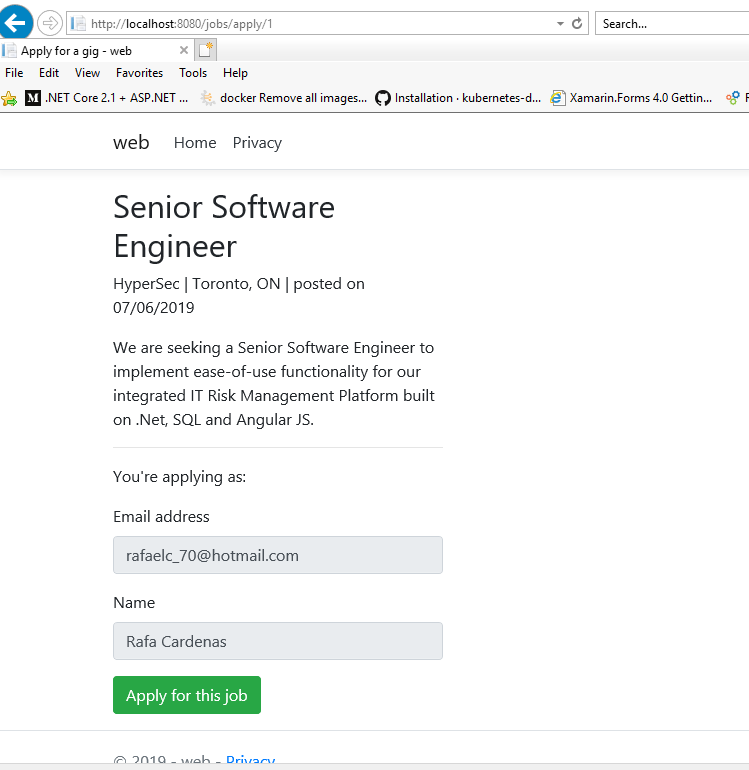 http://localhost:8080/jobs/apply/1
Search...
Apply for a gig - web
File Edit View Favorites Tools Help
.NET Core 2.1 + ASP.NET ... docker Remove all images... Installation · kubernetes-d... Xamarin.Forms 4.0 Gettin...
web Home Privacy
Senior Software
Engineer
HyperSec | Toronto, ON | posted on
07/06/2019
We are seeking a Senior Software Engineer to
implement ease-of-use functionality for our
integrated IT Risk Management Platform built
on .Net, SQL and Angular JS.
You're applying as:
Email address
rafaelc_70@hotmail.com
Name
Rafa Cardenas
Apply for this job
© 2019 - web - Privacy